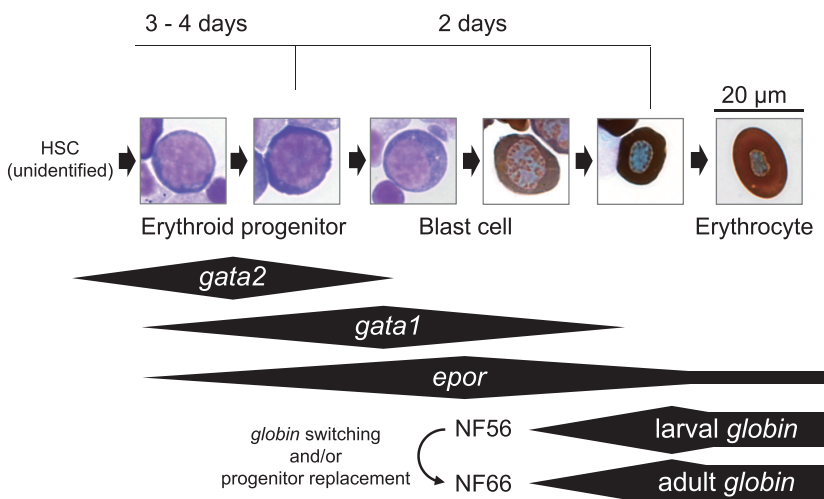 3 - 4 days
2 days
20 µm
HSC
(unidentified)
Erythroid progenitor
Blast cell
Erythrocyte
gata2
gata1
epor
globin switching
and/or
progenitor replacement
NF56
larval globin
NF66
adult globin